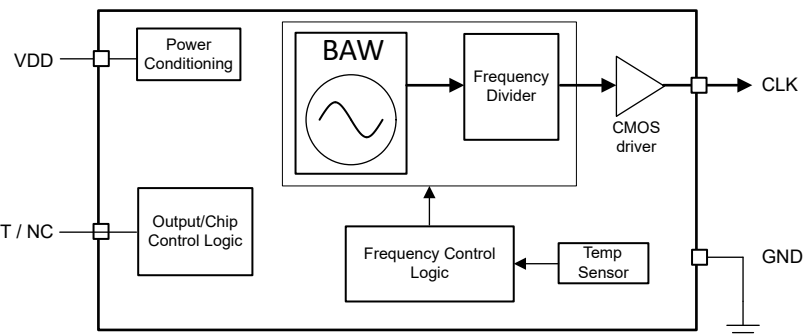 Power
Conditioning
BAW
VDD
Frequency
Divider
CLK
CMOS
driver
T / NC
Output/Chip
Control Logic
Frequency Control
Logic
Temp
Sensor
GND